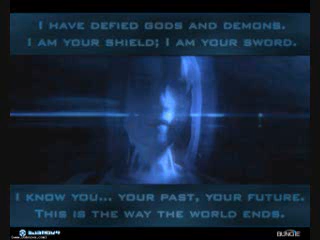 I HAVE DEFIED GODS AND DEMONS.
I AM YOUR SHIELD; I AM YOUR SWORD.
I KNOW YOU... YOUR PAST, YOUR FUTURE.
THIS IS THE WAY THE WORLD ENDS.
BUNGIE